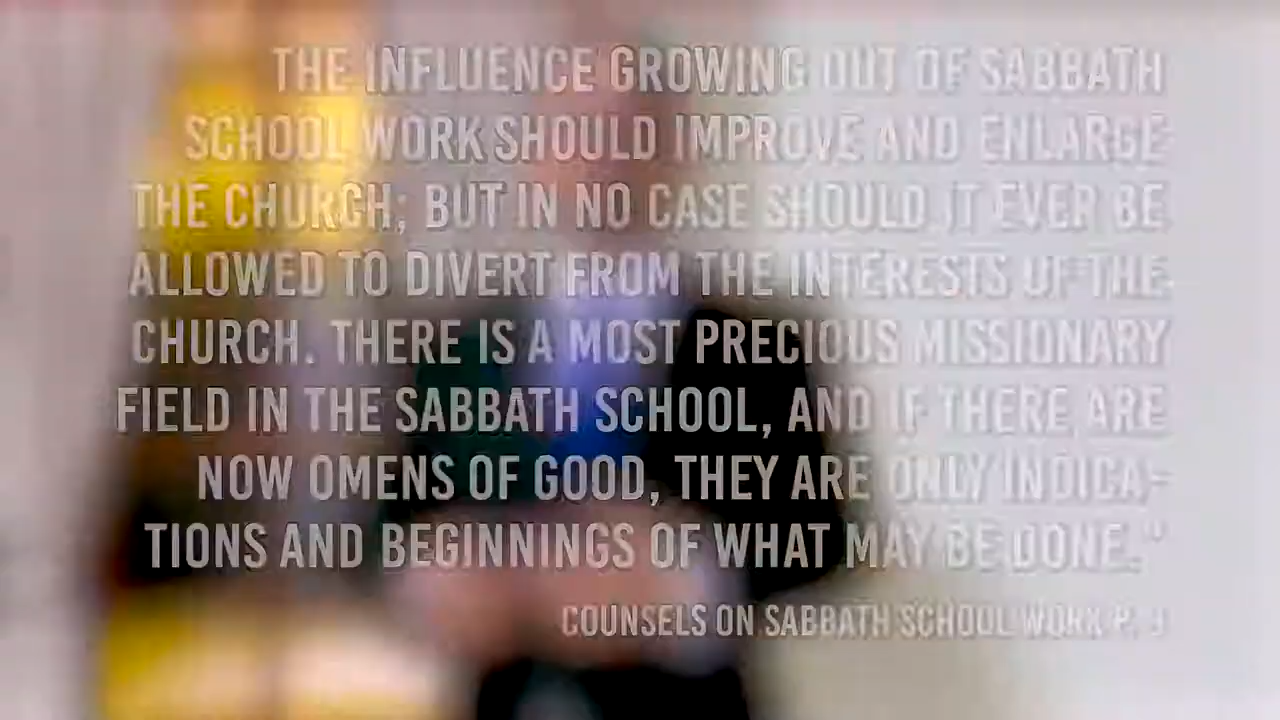 THE INFLUENCE GROWING OUT OF SABBATH
SCHOOL WORK SHOULD IMPROVE AND ENLARGE
THE CHURCH; BUT IN NO CASE SHOULD IT EVER BE
ALLOWED TO DIVERT FROM THE INTERESTS OF THE
CHURCH. THERE IS A MOST PRECIOUS MISSIONARY
FIELD IN THE SABBATH SCHOOL, AND IF THERE ARE
NOW OMENS OF GOOD, THEY ARE ONLY INDICA-
TIONS AND BEGINNINGS OF WHAT MAY BE DONE."
COUNSELS ON SABBATH SCHOOL WORK P. 9